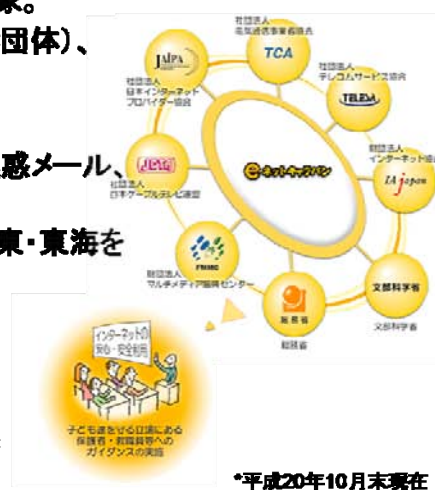 象。
団体)、
惑メール、
東・東海を
社団法人
電気通信事業者協会
TCA
JAIPA
社団法人
日本インターネット
プロバイダー協会
社団法人
テレコムサービス協会
TELESA
財団法人
インターネット協会
IA japan
e-ネットキャラバン
JCTA
社団法人
日本ケーブルテレビ連盟
FMMC
財団法人
マルチメディア振興センター
総務省
総務省
文部科学省
文部科学省
インターネットの
安心・安全利用
子ども達を守る立場にある
保護者・教職員等への
ガイダンスの実施
*平成20年10月末現在